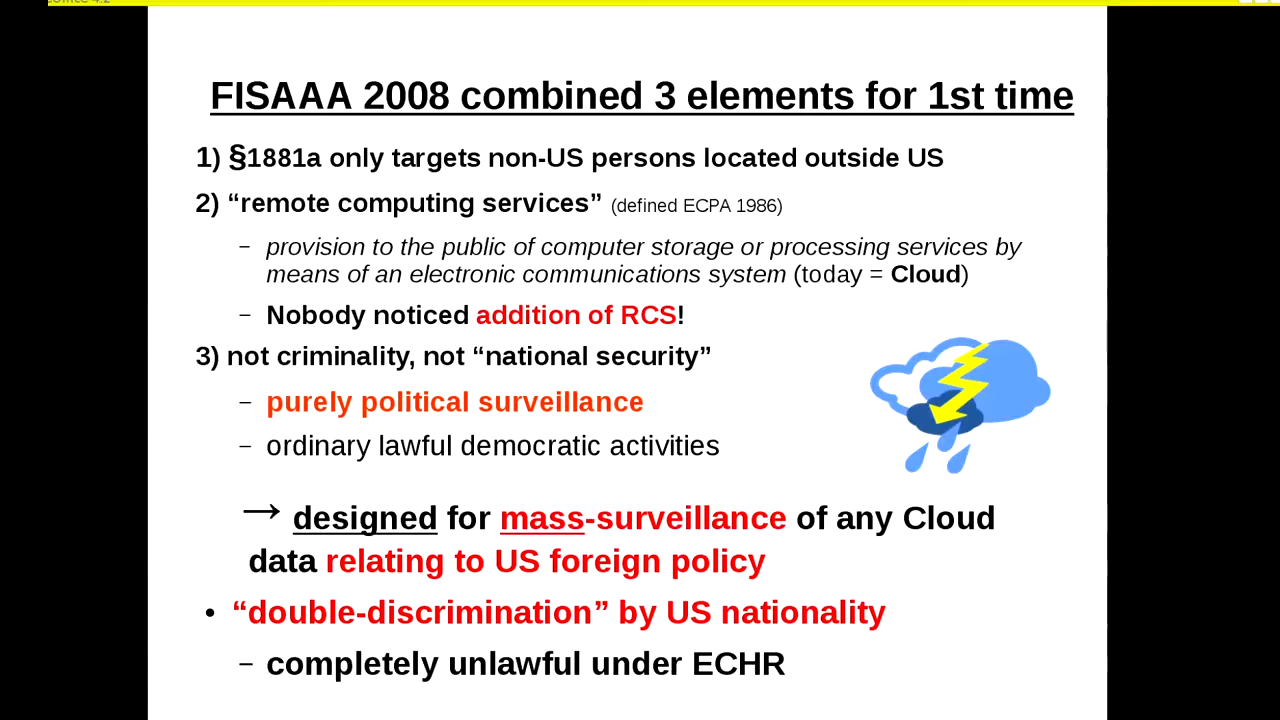 FISAAA 2008 combined 3 elements for 1st time
1) §1881a only targets non-US persons located outside US
2) “remote computing services” (defined ECPA 1986)
– provision to the public of computer storage or processing services by
means of an electronic communications system (today = Cloud)
– Nobody noticed addition of RCS!
3) not criminality, not “national security”
– purely political surveillance
– ordinary lawful democratic activities
→ designed for mass-surveillance of any Cloud
data relating to US foreign policy
• “double-discrimination” by US nationality
– completely unlawful under ECHR